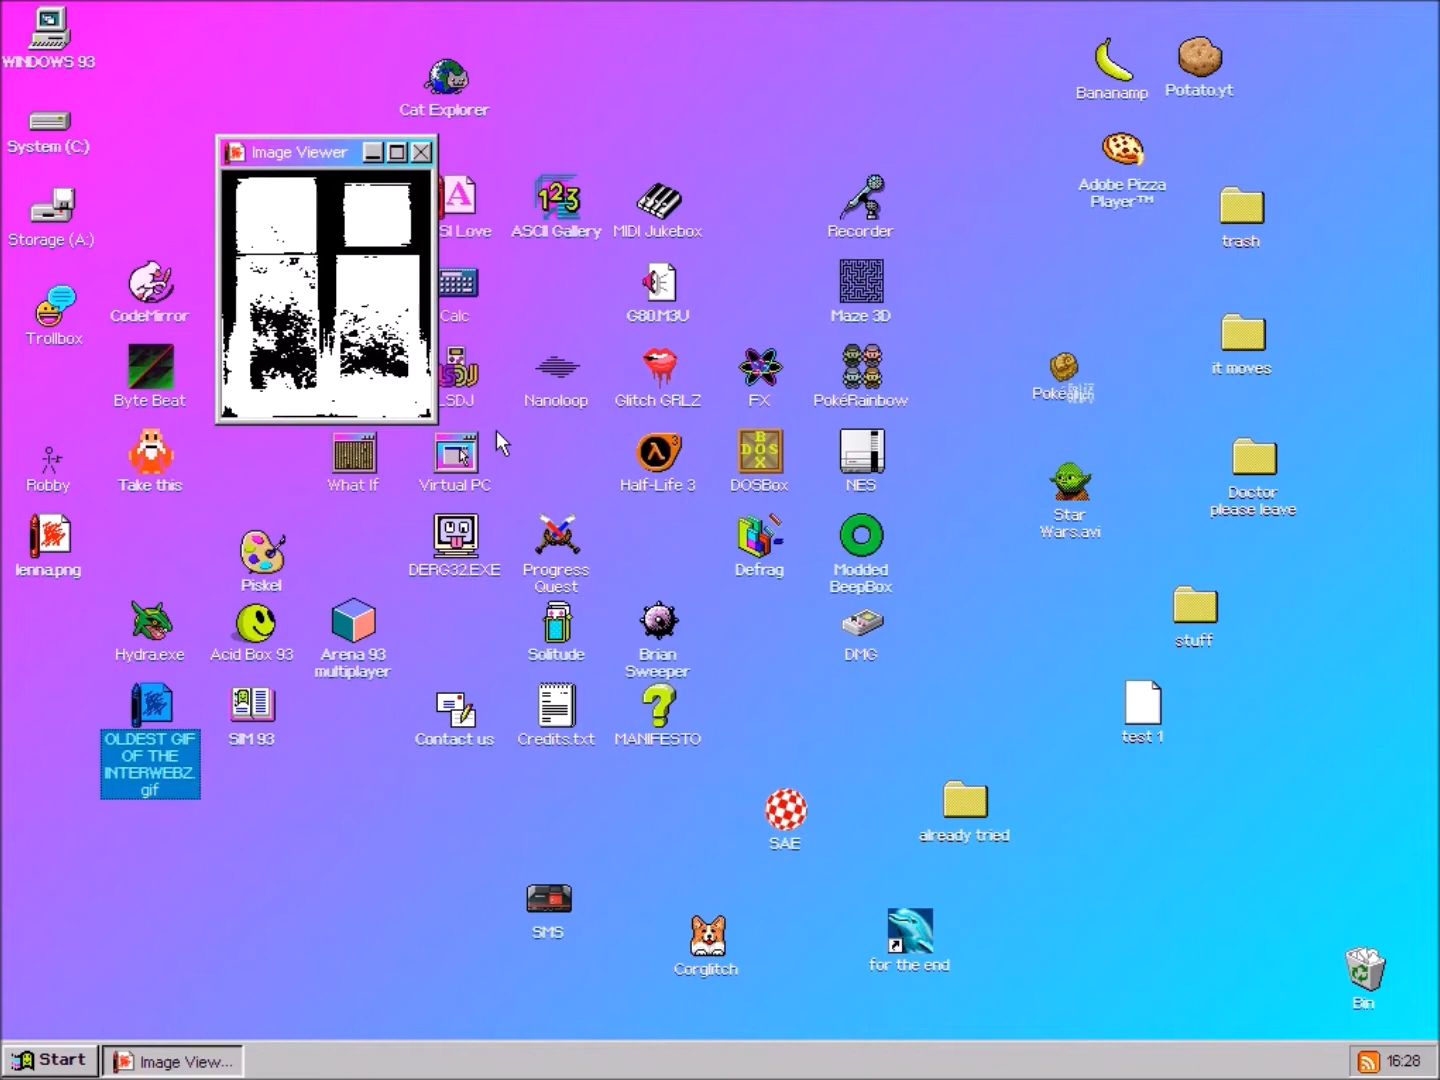 WINDOWS 93
Cat Explorer
Bananamp
Potato.yt
System (C:)
Image Viewer
Adobe Pizza
Player™
Storage (A:)
SI Love
ASCII Gallery
MIDI Jukebox
Recorder
trash
Trollbox
CodeMirror
Calc
G80.M3U
Maze 3D
it moves
Byte Beat
LSDJ
Nanoloop
Glitch GRLZ
FX
PokéRainbow
Robby
Take this
What If
Virtual PC
Half-Life 3
DOSBox
NES
Star
Wars.avi
Doctor
please leave
lenna.png
Piskel
DERG32.EXE
Progress
Quest
Defrag
Modded
BeepBox
Hydra.exe
Acid Box 93
Arena 93
multiplayer
Solitude
Brian
Sweeper
DMG
stuff
OLDEST GIF
OF THE
INTERWEBZ.
gif
SIM 93
Contact us
Credits.txt
MANIFESTO
test 1
SAE
already tried
SMS
Corglitch
for the end
Bin
Start
Image View...
16:28